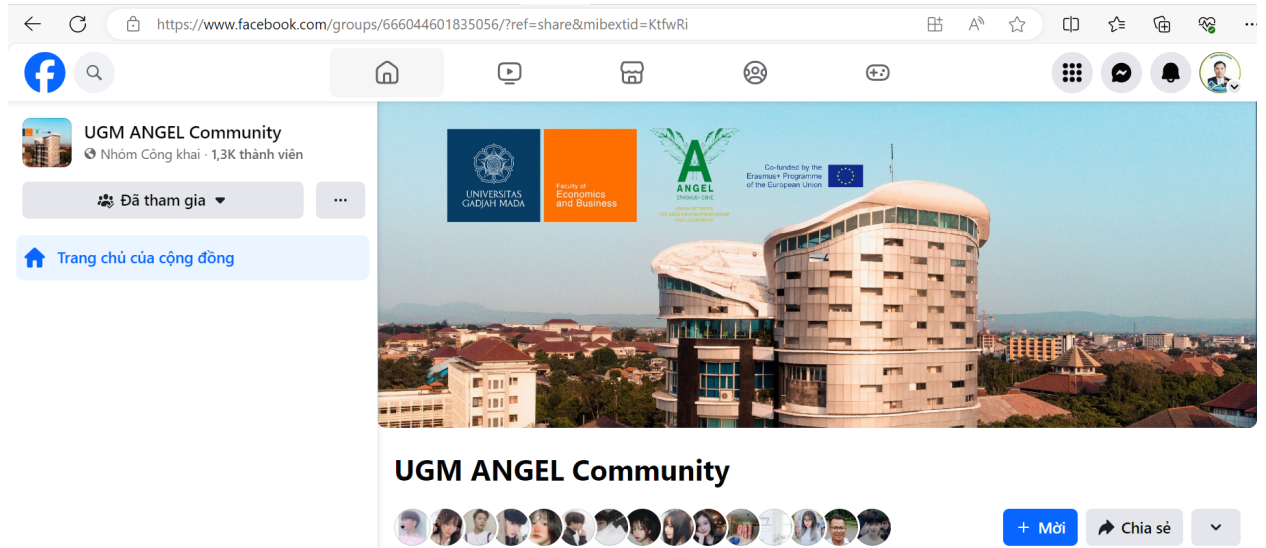 https://www.facebook.com/groups/666044601835056/?ref=share&mibextid=KtfwRi
UGM ANGEL Community
Nhóm Công khai · 1,3K thành viên
Đã tham gia
Trang chủ của cộng đồng
UNIVERSITAS
GADJAH MADA
Faculty of
Economics
and Business
ANGEL
ERASMUS+ CBHE
Co-funded by the
Erasmus+ Programme
of the European Union
UGM ANGEL Community
+ Mời
Chia sẻ